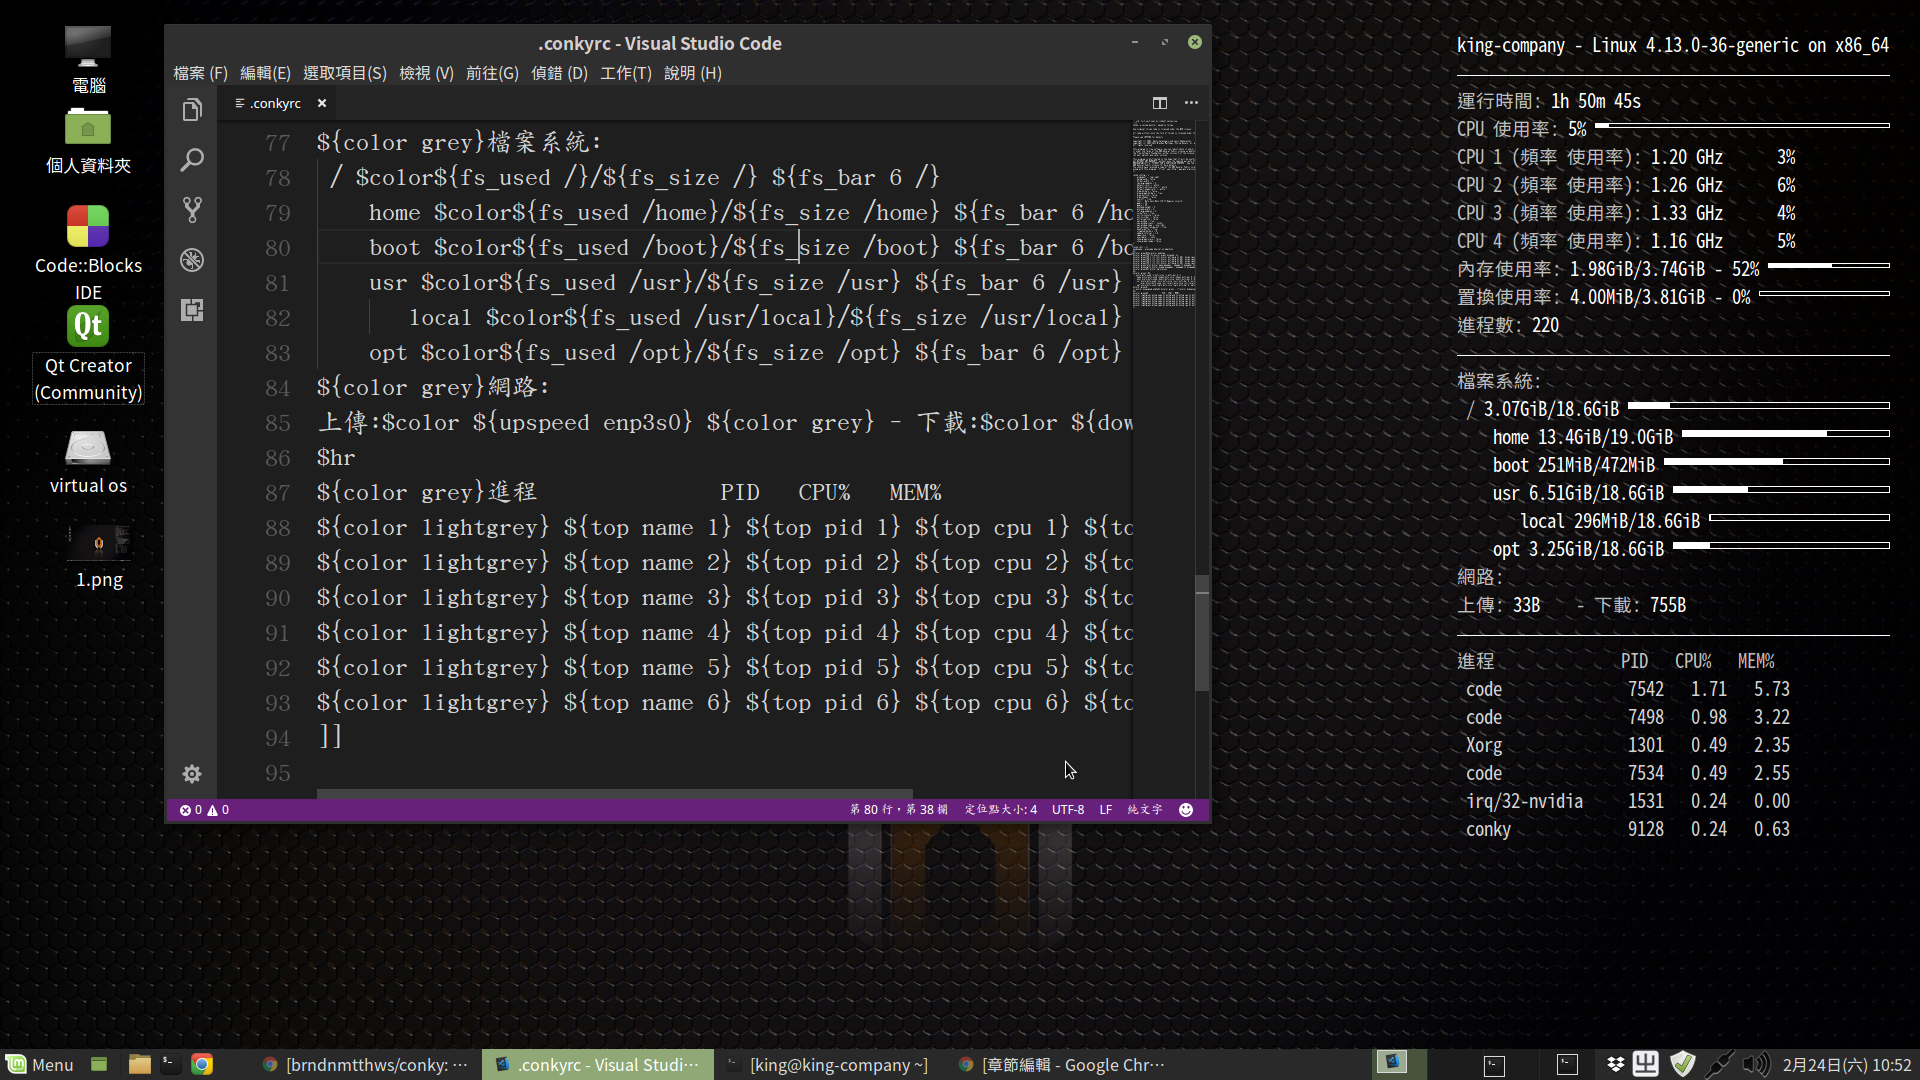 電腦
個人資料夾
Code::Blocks
IDE
Qt
Qt Creator
(Community)
virtual os
1.png
.conkyrc - Visual Studio Code
檔案 (F) 編輯(E) 選取項目(S) 檢視 (V) 前往(G) 偵錯 (D) 工作(T) 說明 (H)
.conkyrc
77 ${color grey}檔案系統:
78 / $color${fs_used /}/${fs_size /} ${fs_bar 6 /}
79 home $color${fs_used /home}/${fs_size /home} ${fs_bar 6 /ho
80 boot $color${fs_used /boot}/${fs_size /boot} ${fs_bar 6 /bo
81 usr $color${fs_used /usr}/${fs_size /usr} ${fs_bar 6 /usr}
82 local $color${fs_used /usr/local}/${fs_size /usr/local}
83 opt $color${fs_used /opt}/${fs_size /opt} ${fs_bar 6 /opt}
84 ${color grey}網路:
85 上傳:$color ${upspeed enp3s0} ${color grey} - 下載:$color ${dow
86 $hr
87 ${color grey}進程 PID CPU% MEM%
88 ${color lightgrey} ${top name 1} ${top pid 1} ${top cpu 1} ${to
89 ${color lightgrey} ${top name 2} ${top pid 2} ${top cpu 2} ${to
90 ${color lightgrey} ${top name 3} ${top pid 3} ${top cpu 3} ${to
91 ${color lightgrey} ${top name 4} ${top pid 4} ${top cpu 4} ${to
92 ${color lightgrey} ${top name 5} ${top pid 5} ${top cpu 5} ${to
93 ${color lightgrey} ${top name 6} ${top pid 6} ${top cpu 6} ${to
94 ]]
95
0 0 第 80 行，第 38 欄 定位點大小: 4 UTF-8 LF 純文字
king-company - Linux 4.13.0-36-generic on x86_64
運行時間: 1h 50m 45s
CPU 使用率: 5%
CPU 1 (頻率 使用率): 1.20 GHz 3%
CPU 2 (頻率 使用率): 1.26 GHz 6%
CPU 3 (頻率 使用率): 1.33 GHz 4%
CPU 4 (頻率 使用率): 1.16 GHz 5%
內存使用率: 1.98GiB/3.74GiB - 52%
置換使用率: 4.00MiB/3.81GiB - 0%
進程數: 220
檔案系統:
/ 3.07GiB/18.6GiB
home 13.4GiB/19.0GiB
boot 251MiB/472MiB
usr 6.51GiB/18.6GiB
local 296MiB/18.6GiB
opt 3.25GiB/18.6GiB
網路:
上傳: 33B - 下載: 755B
進程 PID CPU% MEM%
code 7542 1.71 5.73
code 7498 0.98 3.22
Xorg 1301 0.49 2.35
code 7534 0.49 2.55
irq/32-nvidia 1531 0.24 0.00
conky 9128 0.24 0.63
Menu [brndnmtthws/conky: ··· .conkyrc - Visual Studi··· [king@king-company ~] [章節編輯 - Google Chr··· 2月24日(六) 10:52